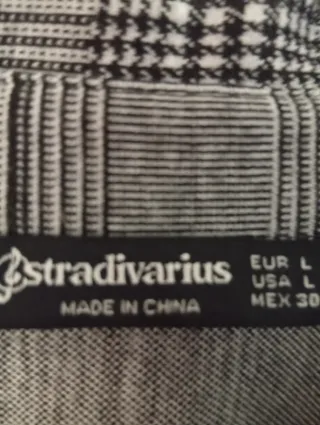 stradivarius
MADE IN CHINA
EUR L
USA L
MEX 30